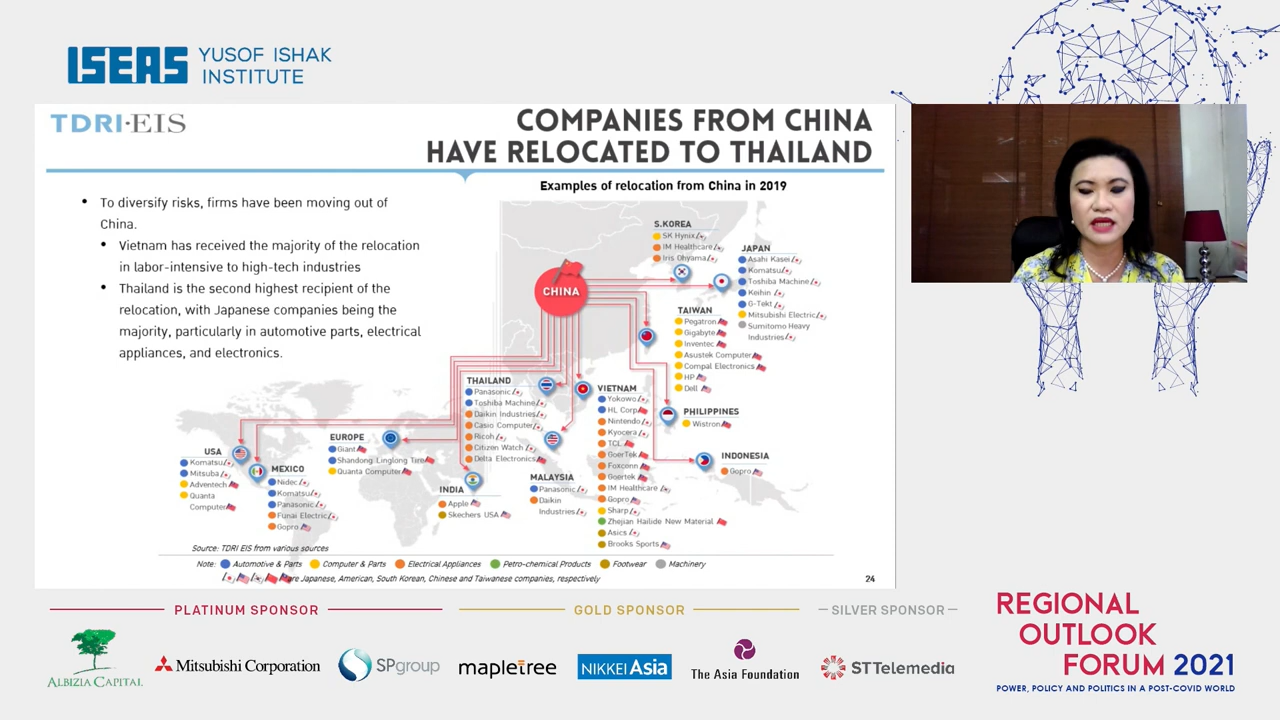 ISEAS YUSOF ISHAK
INSTITUTE
TDRI·EIS
COMPANIES FROM CHINA
HAVE RELOCATED TO THAILAND
• To diversify risks, firms have been moving out of
China.
• Vietnam has received the majority of the relocation
in labor-intensive to high-tech industries
• Thailand is the second highest recipient of the
relocation, with Japanese companies being the
majority, particularly in automotive parts, electrical
appliances, and electronics.
Examples of relocation from China in 2019
CHINA
S.KOREA
SK Hynix
IM Healthcare
Iris Ohyama
JAPAN
Asahi Kasei
Komatsu
Toshiba Machine
Keihin
G-Tekt
Mitsubishi Electric
Sumitomo Heavy
Industries
TAIWAN
Pegatron
Gigabyte
Inventec
Asustek Computer
Compal Electronics
HP
Dell
THAILAND
Panasonic
Toshiba Machine
Daikin Industries
Casio Computer
Ricoh
Citizen Watch
Delta Electronics
VIETNAM
Yokowo
HL Corp
Nintendo
Kyocera
TCL
GoerTek
Foxconn
Goertek
IM Healthcare
Gopro
Sharp
Zhejian Hailide New Material
Asics
Brooks Sports
PHILIPPINES
Wistron
INDONESIA
Gopro
USA
Komatsu
Mitsuba
Adventech
Quanta
Computer
MEXICO
Nidec
Komatsu
Panasonic
Funai Electric
Gopro
EUROPE
Giant
Shandong Linglong Tire
Quanta Computer
INDIA
Apple
Skechers USA
MALAYSIA
Panasonic
Daikin
Industries
Source: TDRI EIS from various sources
Note: Automotive & Parts Computer & Parts Electrical Appliances Petro-chemical Products Footwear Machinery
are Japanese, American, South Korean, Chinese and Taiwanese companies, respectively
24
PLATINUM SPONSOR
GOLD SPONSOR
SILVER SPONSOR
ALBIZIA CAPITAL
Mitsubishi Corporation
SPgroup
mapletree
NIKKEI Asia
The Asia Foundation
ST Telemedia
REGIONAL
OUTLOOK
FORUM 2021
POWER, POLICY AND POLITICS IN A POST-COVID WORLD